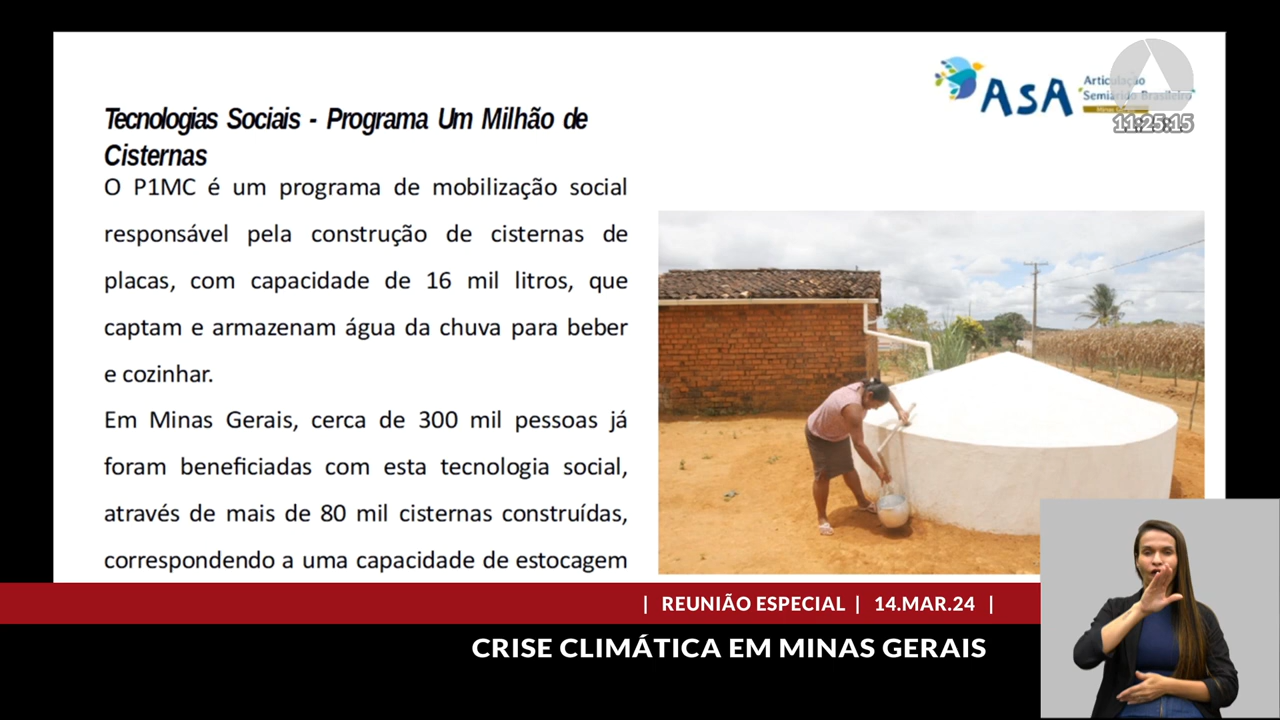 ASA
Articulação
Semiárido Brasileiro
Minas Gerais
11:25:15
Tecnologias Sociais - Programa Um Milhão de
Cisternas
O P1MC é um programa de mobilização social
responsável pela construção de cisternas de
placas, com capacidade de 16 mil litros, que
captam e armazenam água da chuva para beber
e cozinhar.
Em Minas Gerais, cerca de 300 mil pessoas já
foram beneficiadas com esta tecnologia social,
através de mais de 80 mil cisternas construídas,
correspondendo a uma capacidade de estocagem
| REUNIÃO ESPECIAL | 14.MAR.24 |
CRISE CLIMÁTICA EM MINAS GERAIS